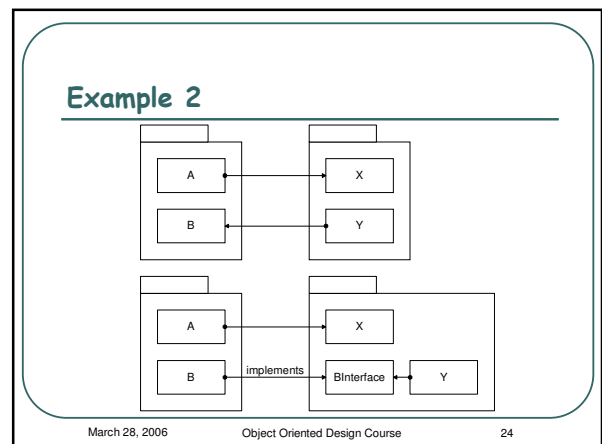 Example 2
A
X
B
Y
A
X
B
implements
BInterface
Y
March 28, 2006
Object Oriented Design Course
24